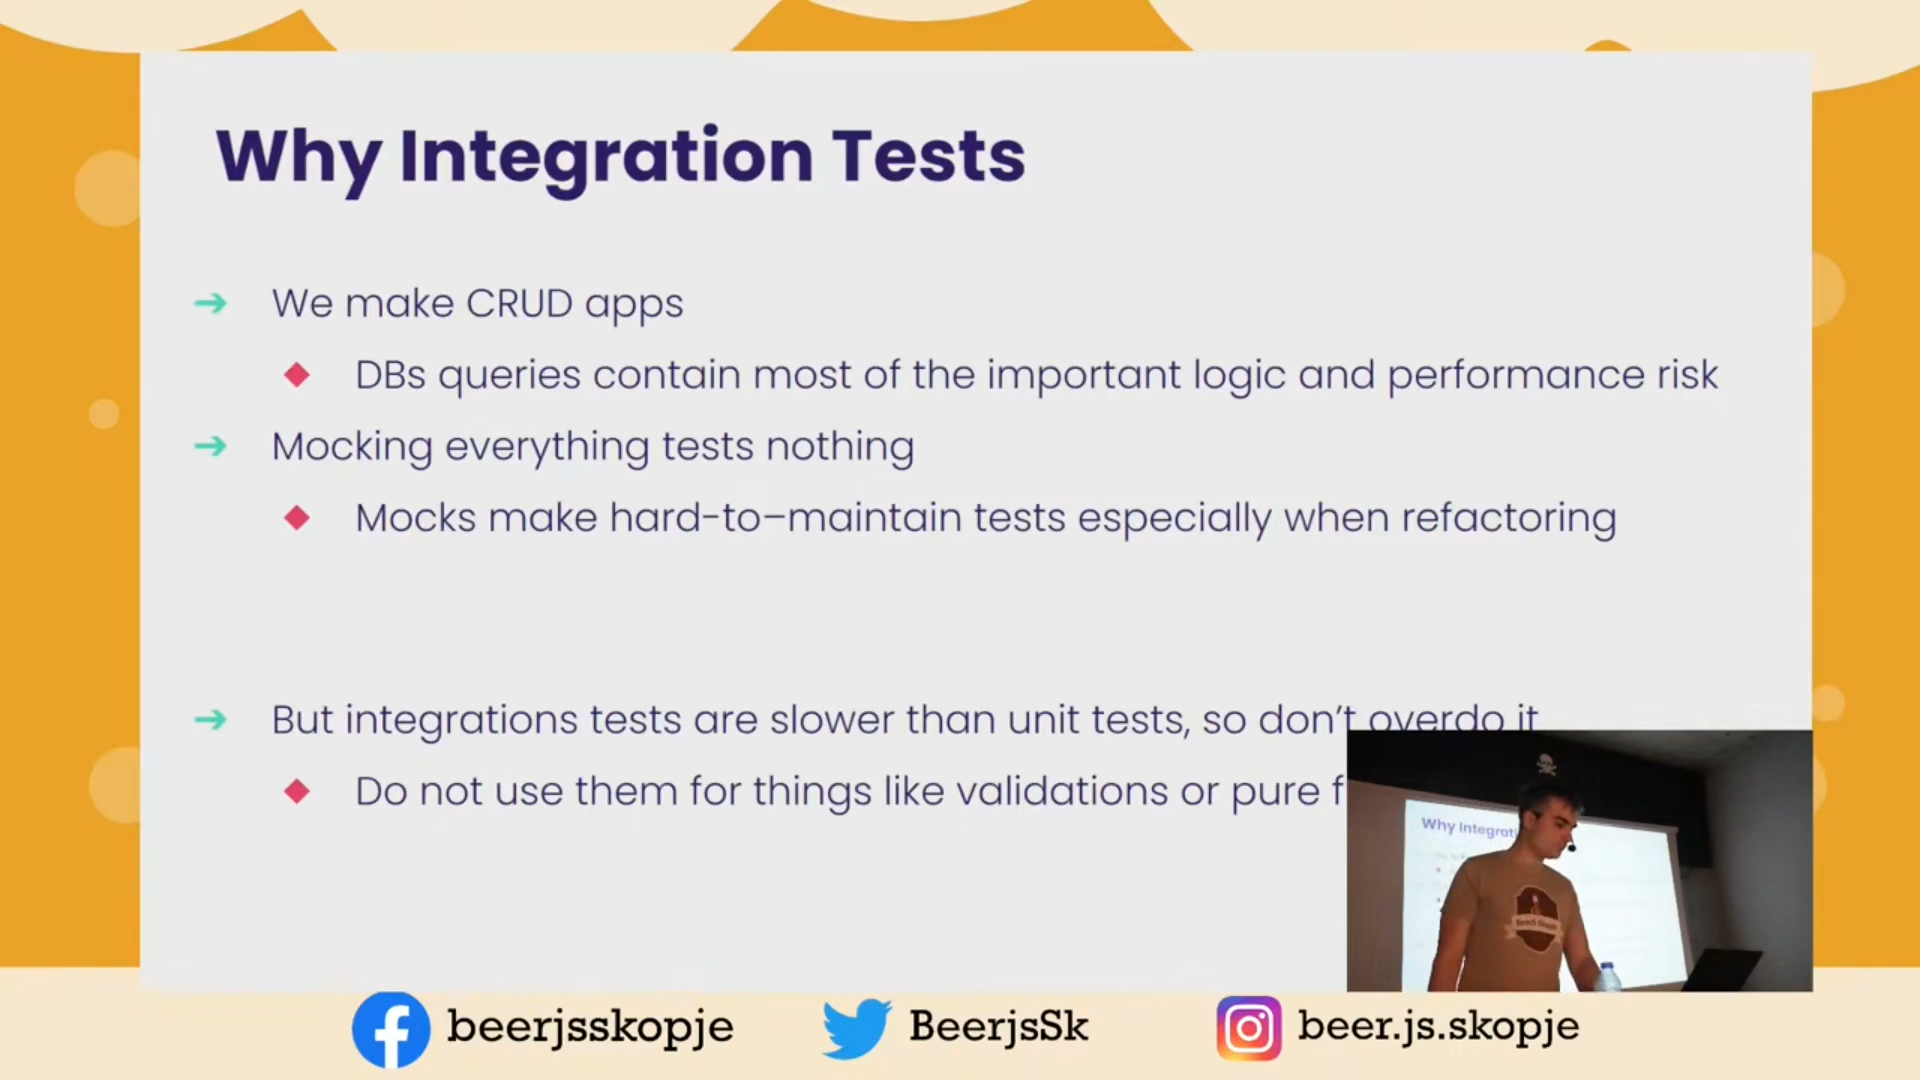 Why Integration Tests
➔ We make CRUD apps
◆ DBs queries contain most of the important logic and performance risk
➔ Mocking everything tests nothing
◆ Mocks make hard-to–maintain tests especially when refactoring
➔ But integrations tests are slower than unit tests, so don’t overdo it
◆ Do not use them for things like validations or pure
Why Integrati
beerjsskopje
BeerjsSk
beer.js.skopje